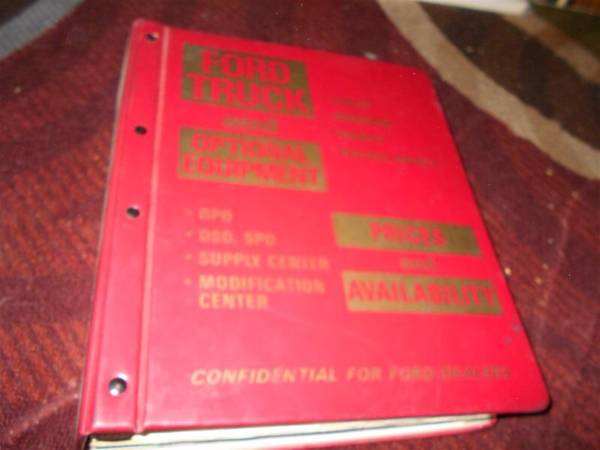 FORD
TRUCK
and
OPTIONAL
EQUIPMENT
• RPO
• DSO, SPO
• SUPPLY CENTER
• MODIFICATION
CENTER
PRICES
and
AVAILABILITY
CONFIDENTIAL FOR FORD DEALERS